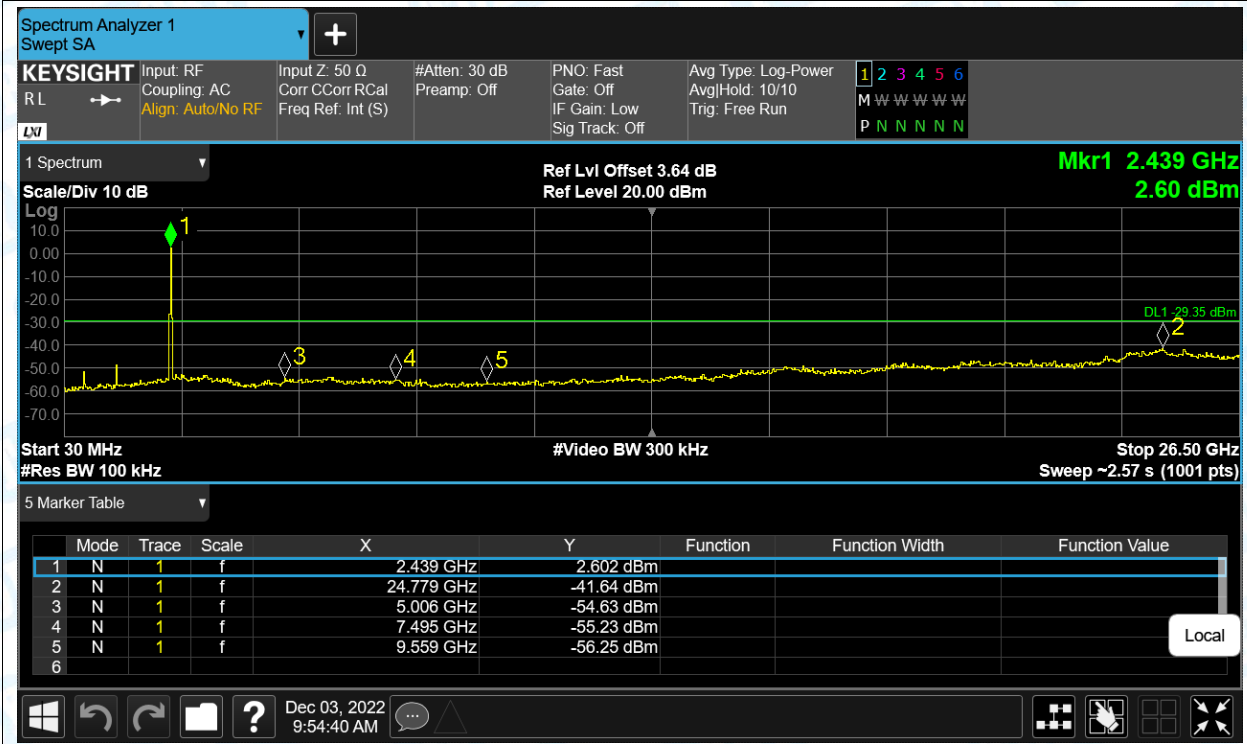 Spectrum Analyzer 1
Swept SA
+
KEYSIGHT Input: RF Input Z: 50 Ω #Atten: 30 dB PNO: Fast Avg Type: Log-Power 1 2 3 4 5 6
R L Coupling: AC Corr CCorr RCal Preamp: Off Gate: Off Avg|Hold: 10/10 M W W W W W
Align: Auto/No RF Freq Ref: Int (S) IF Gain: Low Trig: Free Run
LXI Sig Track: Off P N N N N N
1 Spectrum
Ref Lvl Offset 3.64 dB Mkr1 2.439 GHz
Scale/Div 10 dB Ref Level 20.00 dBm 2.60 dBm
Log
1
10.0
0.00
-10.0
-20.0
DL1 -29.35 dBm
-30.0
2
-40.0
3 4 5
-50.0
-60.0
-70.0
Start 30 MHz #Video BW 300 kHz Stop 26.50 GHz
#Res BW 100 kHz Sweep ~2.57 s (1001 pts)
5 Marker Table
Mode Trace Scale X Y Function Function Width Function Value
1 N 1 f 2.439 GHz 2.602 dBm
2 N 1 f 24.779 GHz -41.64 dBm
3 N 1 f 5.006 GHz -54.63 dBm
4 N 1 f 7.495 GHz -55.23 dBm
5 N 1 f 9.559 GHz -56.25 dBm
6
Local
? Dec 03, 2022
9:54:40 AM